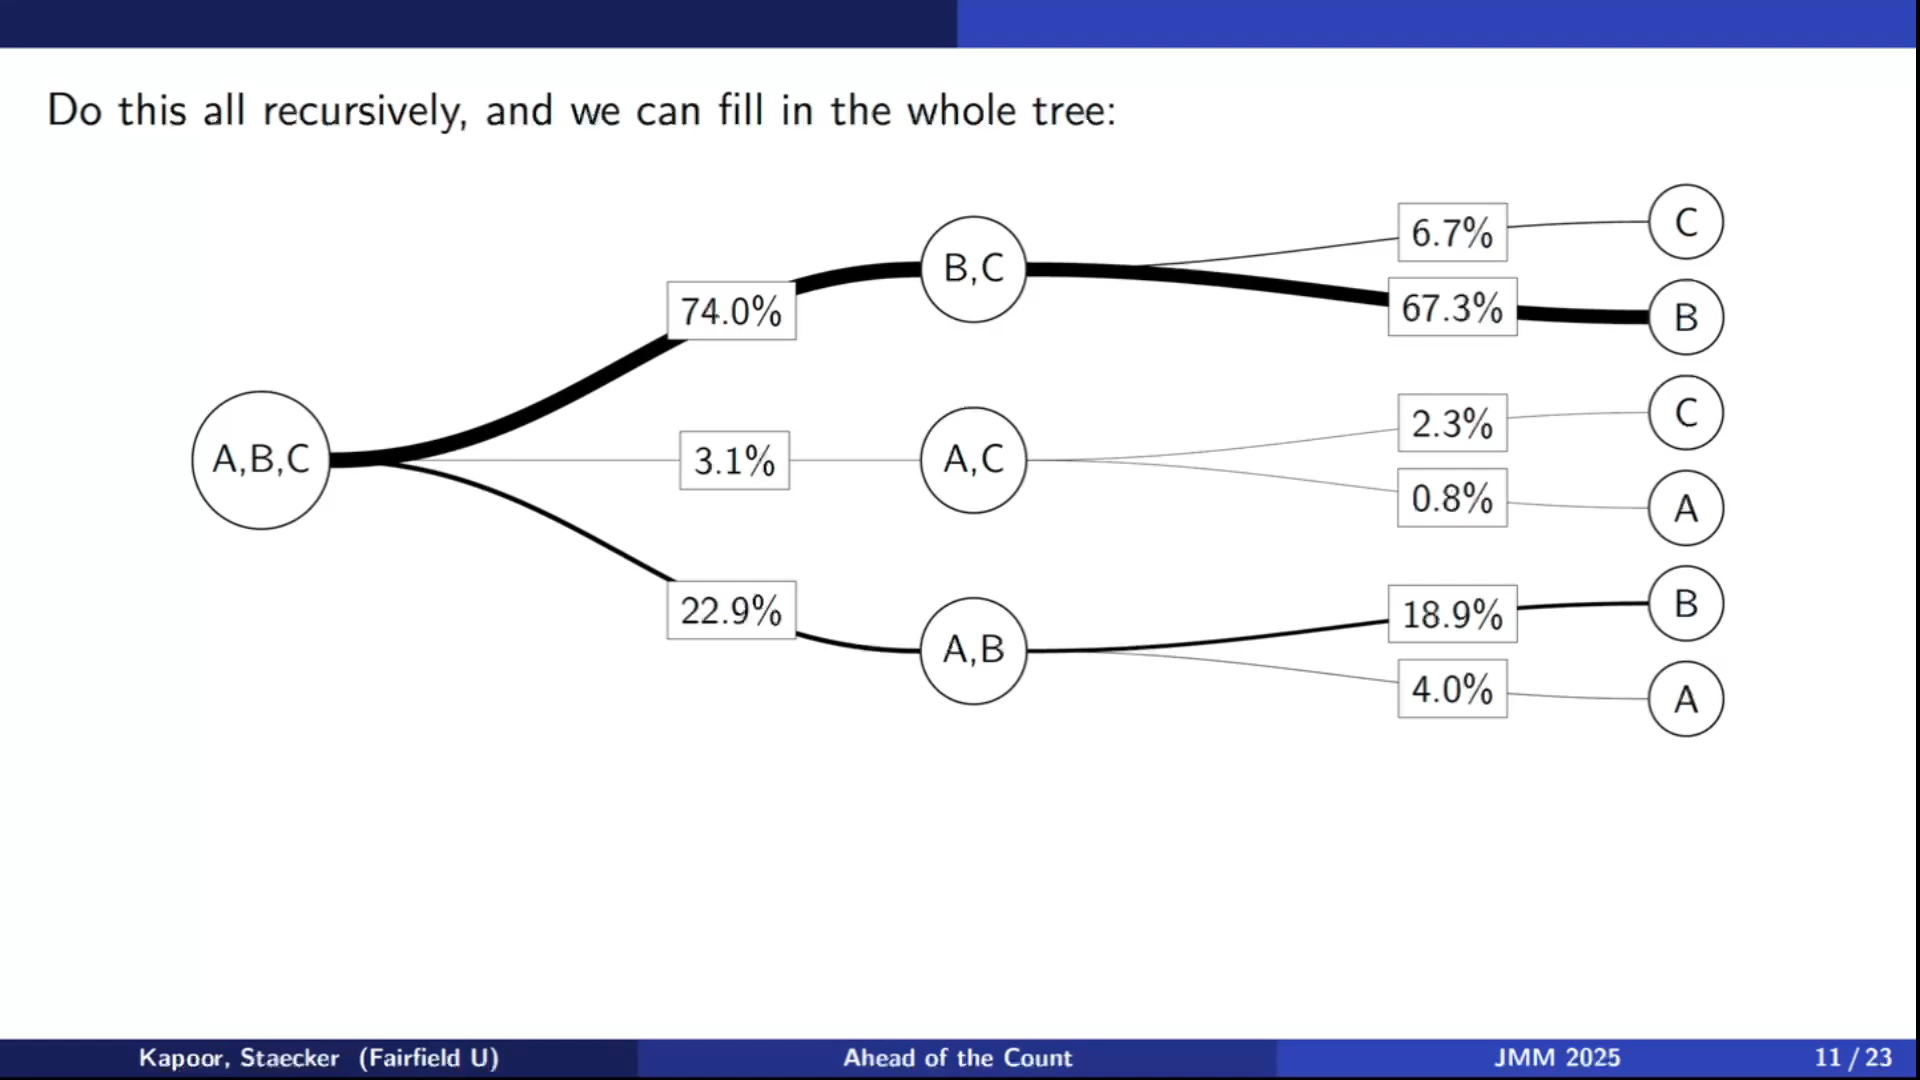 Do this all recursively, and we can fill in the whole tree:
6.7%
C
B,C
74.0%
67.3%
B
2.3%
C
A,B,C
3.1%
A,C
0.8%
A
22.9%
18.9%
B
A,B
4.0%
A
Kapoor, Staecker (Fairfield U)
Ahead of the Count
JMM 2025
11 / 23